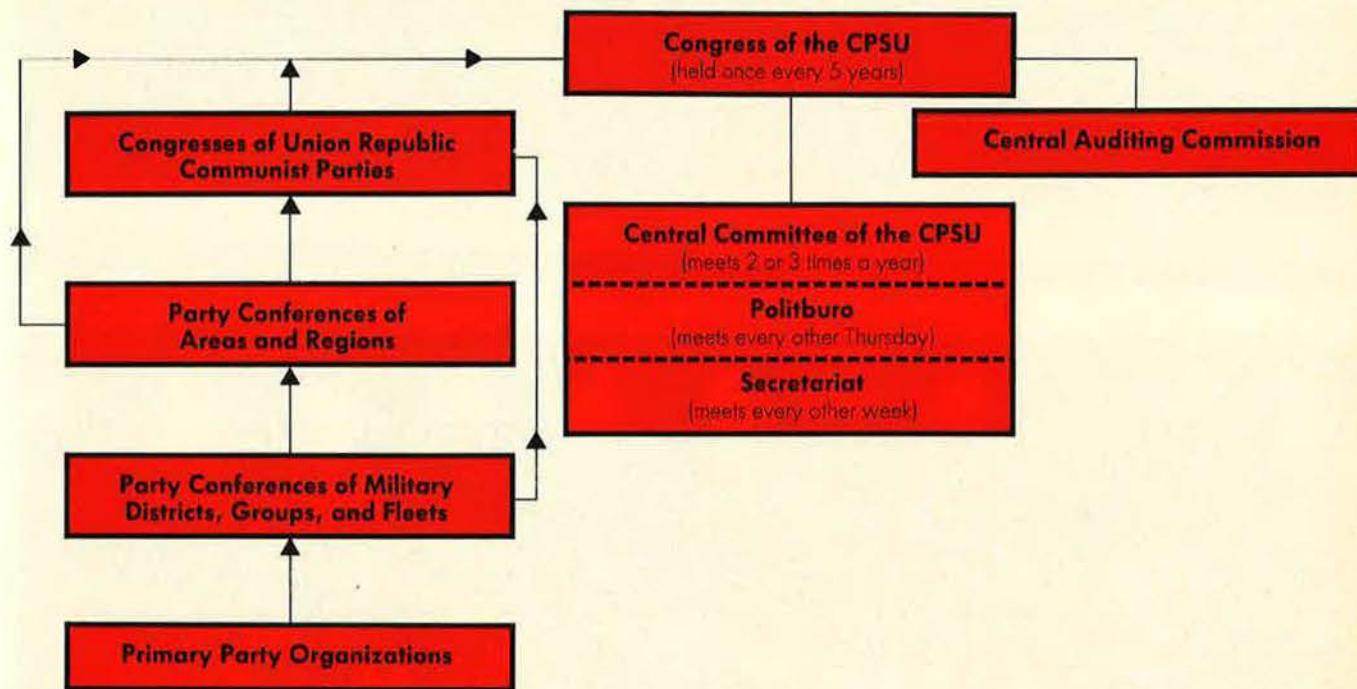 Congress of the CPSU
(held once every 5 years)
Congresses of Union Republic
Communist Parties
Central Auditing Commission
Central Committee of the CPSU
(meets 2 or 3 times a year)
Politburo
(meets every other Thursday)
Secretariat
(meets every other week)
Party Conferences of
Areas and Regions
Party Conferences of Military
Districts, Groups, and Fleets
Primary Party Organizations